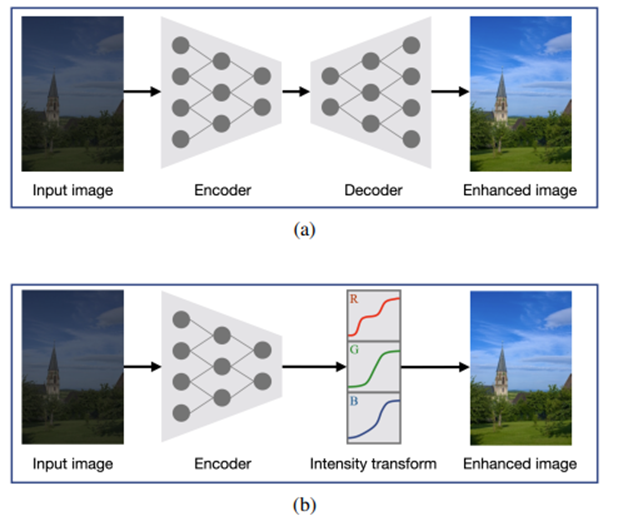 Input image Encoder Decoder Enhanced image
(a)
R
G
B
Input image Encoder Intensity transform Enhanced image
(b)